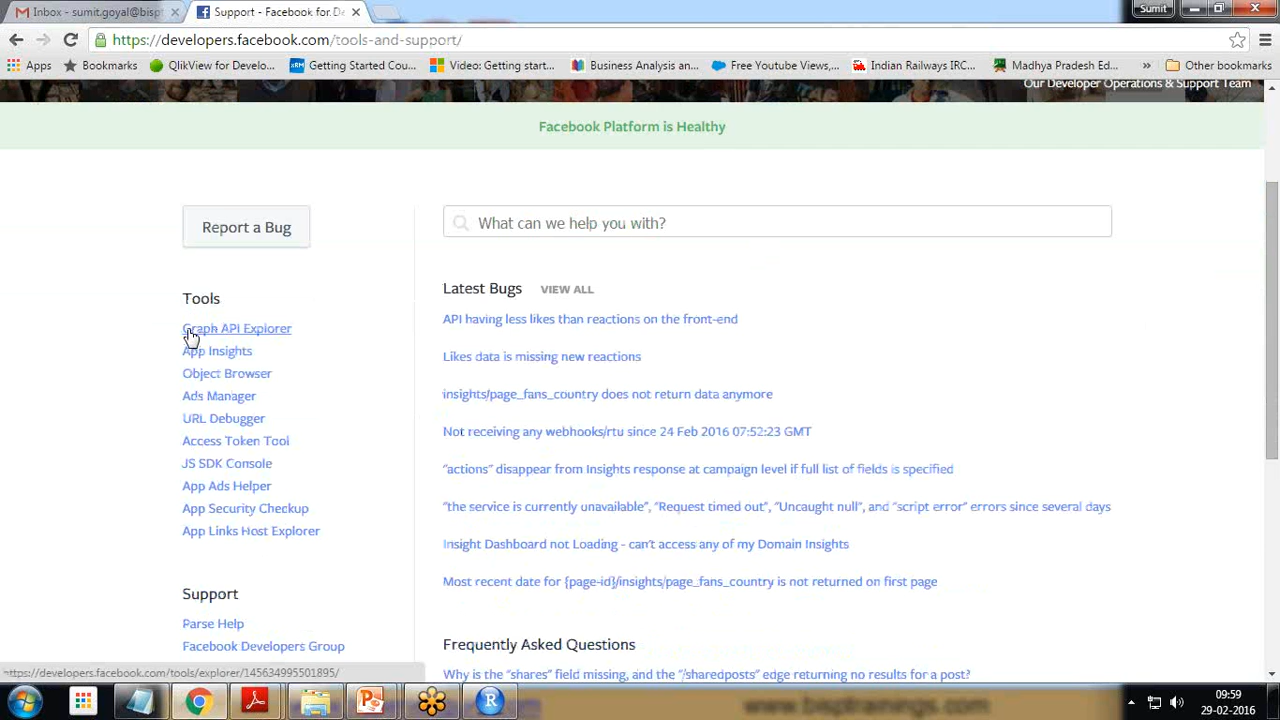 Inbox - sumit.goyal@bisp
Support - Facebook for De
Sumit
https://developers.facebook.com/tools-and-support/
Apps
Bookmarks
QlikView for Develo...
Getting Started Cou...
Video: Getting start...
Business Analysis an...
Free Youtube Views,...
Indian Railways IRC...
Madhya Pradesh Ed...
»
Other bookmarks
Our Developer Operations & Support Team
Facebook Platform is Healthy
Report a Bug
What can we help you with?
Tools
Graph API Explorer
App Insights
Object Browser
Ads Manager
URL Debugger
Access Token Tool
JS SDK Console
App Ads Helper
App Security Checkup
App Links Host Explorer
Support
Parse Help
Facebook Developers Group
Latest Bugs VIEW ALL
API having less likes than reactions on the front-end
Likes data is missing new reactions
insights/page_fans_country does not return data anymore
Not receiving any webhooks/rtu since 24 Feb 2016 07:52:23 GMT
"actions" disappear from Insights response at campaign level if full list of fields is specified
"the service is currently unavailable", "Request timed out", "Uncaught null", and "script error" errors since several days
Insight Dashboard not Loading - can't access any of my Domain Insights
Most recent date for {page-id}/insights/page_fans_country is not returned on first page
Frequently Asked Questions
Why is the "shares" field missing, and the "/sharedposts" edge returning no results for a post?
https://developers.facebook.com/tools/explorer/145634995501895/
www.bisptrainings.com
09:59
29-02-2016